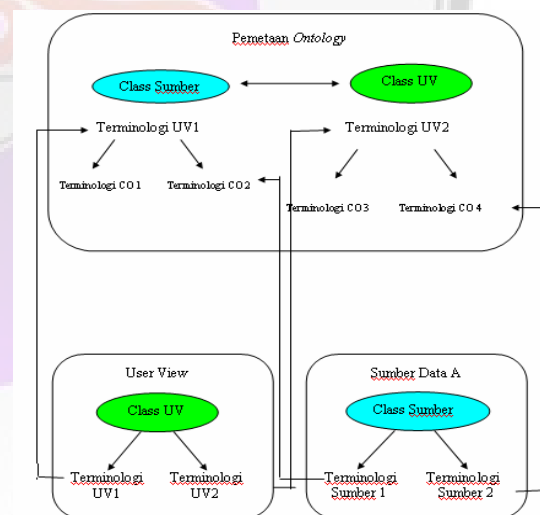 Pemetaan Ontology
Class Sumber
Class UV
Terminologi UV1
Terminologi UV2
Terminologi CO1
Terminologi CO2
Terminologi CO3
Terminologi CO4
User View
Class UV
Terminologi
UV1
Terminologi
UV2
Sumber Data A
Class Sumber
Terminologi
Sumber 1
Terminologi
Sumber 2